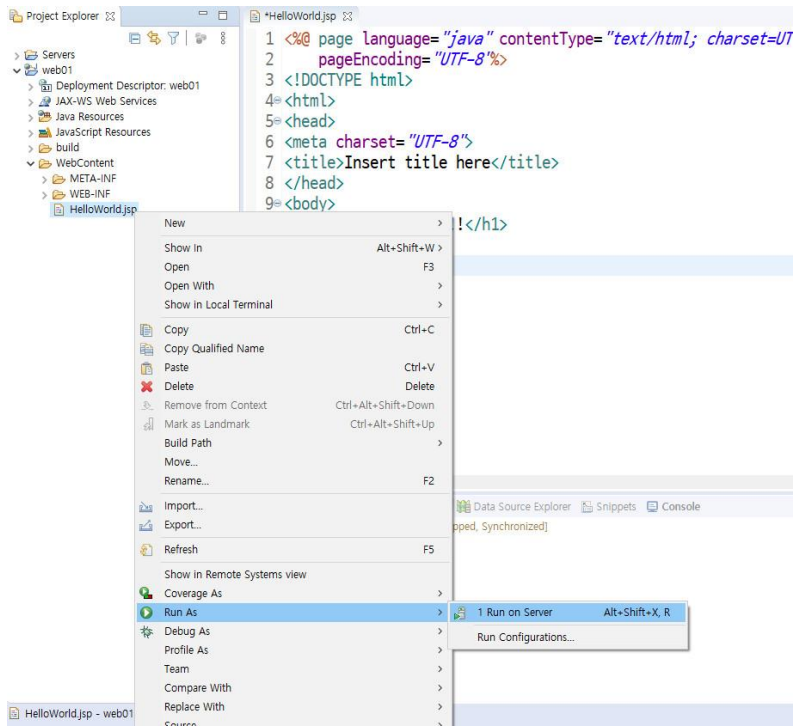 Project Explorer
Servers
web01
Deployment Descriptor: web01
JAX-WS Web Services
Java Resources
JavaScript Resources
build
WebContent
META-INF
WEB-INF
HelloWorld.jsp
*HelloWorld.jsp
1 <%@ page language="java" contentType="text/html; charset=UT
2 pageEncoding="UTF-8"%>
3 <!DOCTYPE html>
4 <html>
5 <head>
6 <meta charset="UTF-8">
7 <title>Insert title here</title>
8 </head>
9 <body>
!</h1>
New
Show In Alt+Shift+W >
Open F3
Open With
Show in Local Terminal
Copy Ctrl+C
Copy Qualified Name
Paste Ctrl+V
Delete Delete
Remove from Context Ctrl+Alt+Shift+Down
Mark as Landmark Ctrl+Alt+Shift+Up
Build Path
Move...
Rename... F2
Import...
Export...
Refresh F5
Show in Remote Systems view
Coverage As
Run As
Debug As
Profile As
Team
Compare With
Replace With
Source
1 Run on Server Alt+Shift+X, R
Run Configurations...
Data Source Explorer Snippets Console
pped, Synchronized]
HelloWorld.jsp - web01